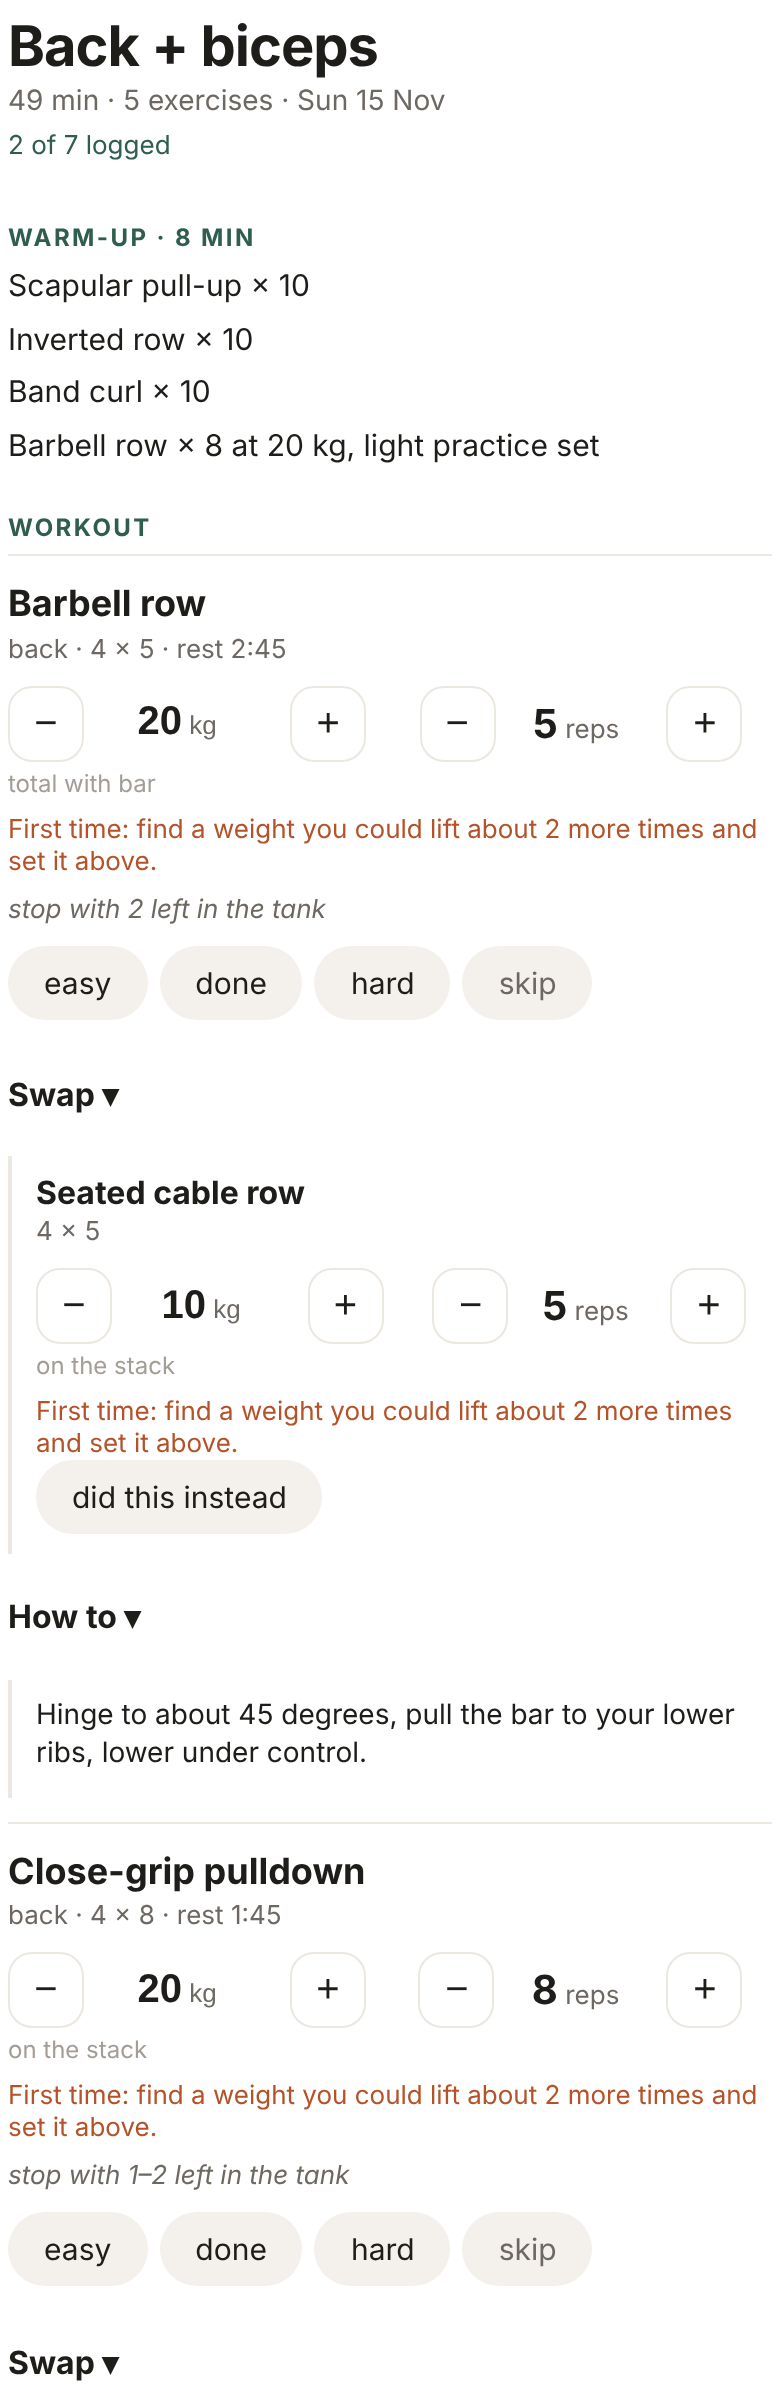 Back + biceps
49 min · 5 exercises · Sun 15 Nov
2 of 7 logged
WARM-UP · 8 MIN
Scapular pull-up × 10
Inverted row × 10
Band curl × 10
Barbell row × 8 at 20 kg, light practice set
WORKOUT
Barbell row
back · 4 × 5 · rest 2:45
− 20 kg + − 5 reps +
total with bar
First time: find a weight you could lift about 2 more times and
set it above.
stop with 2 left in the tank
easy done hard skip
Swap ▾
Seated cable row
4 × 5
− 10 kg + − 5 reps +
on the stack
First time: find a weight you could lift about 2 more times
and set it above.
did this instead
How to ▾
Hinge to about 45 degrees, pull the bar to your lower
ribs, lower under control.
Close-grip pulldown
back · 4 × 8 · rest 1:45
− 20 kg + − 8 reps +
on the stack
First time: find a weight you could lift about 2 more times and
set it above.
stop with 1–2 left in the tank
easy done hard skip
Swap ▾